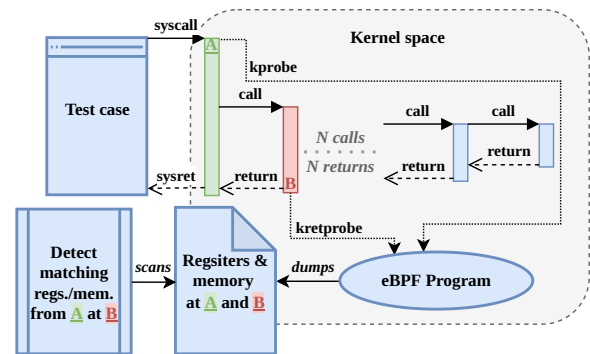 syscall
Kernel space
A
kprobe
Test case
call
call
call
N calls
N returns
return
return
sysret
return
B
kretprobe
Detect
matching
regs./mem.
from A at B
scans
Regsiters &
memory
at A and B
dumps
eBPF Program